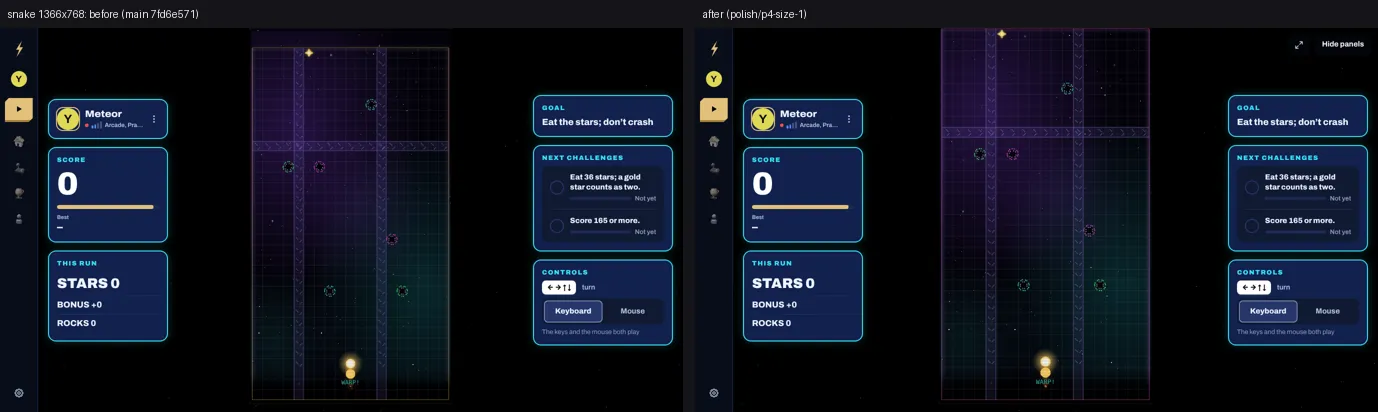 snake 1366x768: before (main 7fd6e571)
Y
Y
Meteor
Arcade, Pra...
SCORE
0
Best
–
THIS RUN
STARS 0
BONUS +0
ROCKS 0
WARP!
GOAL
Eat the stars; don't crash
NEXT CHALLENGES
Eat 36 stars; a gold
star counts as two.
Not yet
Score 165 or more.
Not yet
CONTROLS
←→↑↓ turn
Keyboard Mouse
The keys and the mouse both play
after (polish/p4-size-1)
Y
Y
Meteor
Arcade, Pra...
SCORE
0
Best
–
THIS RUN
STARS 0
BONUS +0
ROCKS 0
WARP!
Hide panels
GOAL
Eat the stars; don't crash
NEXT CHALLENGES
Eat 36 stars; a gold
star counts as two.
Not yet
Score 165 or more.
Not yet
CONTROLS
←→↑↓ turn
Keyboard Mouse
The keys and the mouse both play